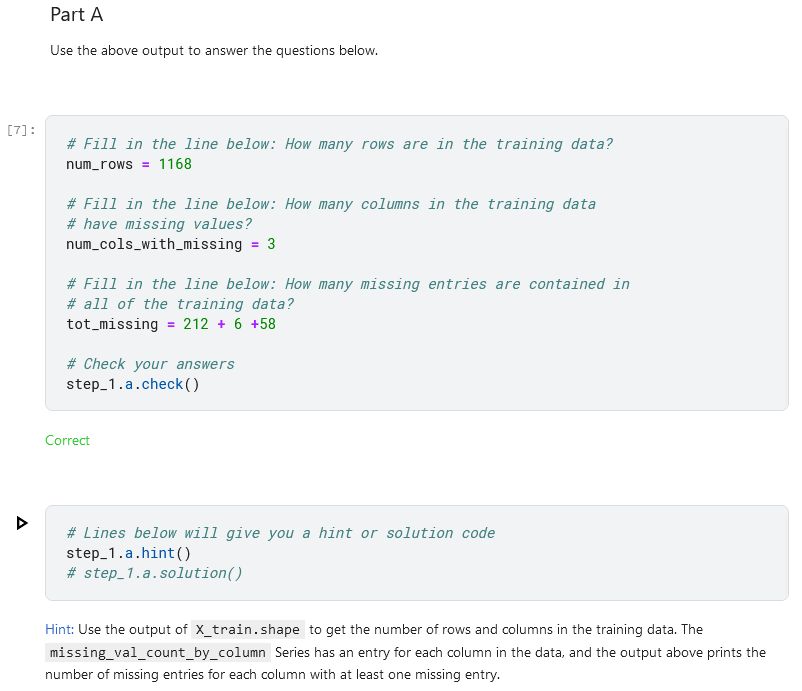 Part A
Use the above output to answer the questions below.
[7]:
# Fill in the line below: How many rows are in the training data?
num_rows = 1168
# Fill in the line below: How many columns in the training data
# have missing values?
num_cols_with_missing = 3
# Fill in the line below: How many missing entries are contained in
# all of the training data?
tot_missing = 212 + 6 +58
# Check your answers
step_1.a.check()
Correct
# Lines below will give you a hint or solution code
step_1.a.hint()
# step_1.a.solution()
Hint: Use the output of X_train.shape to get the number of rows and columns in the training data. The
missing_val_count_by_column Series has an entry for each column in the data, and the output above prints the
number of missing entries for each column with at least one missing entry.